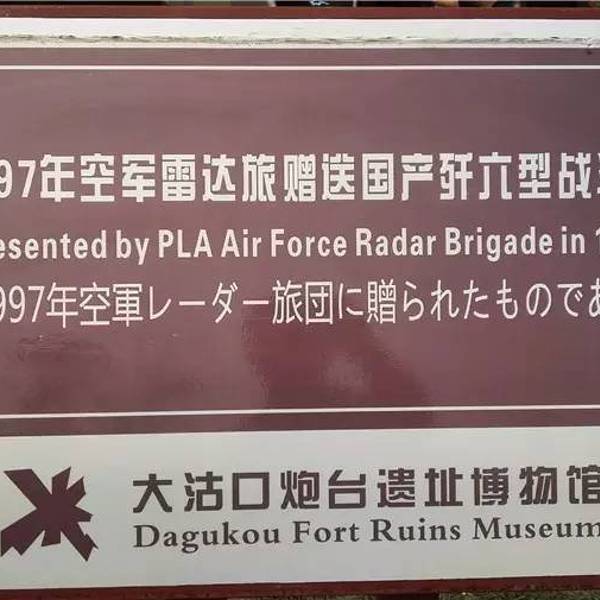 97年空军雷达旅赠送国产歼六型战
esented by PLA Air Force Radar Brigade in 1
997年空軍レーダー旅団に贈られたものであ
大沽口炮台遗址博物馆
Dagukou Fort Ruins Museum